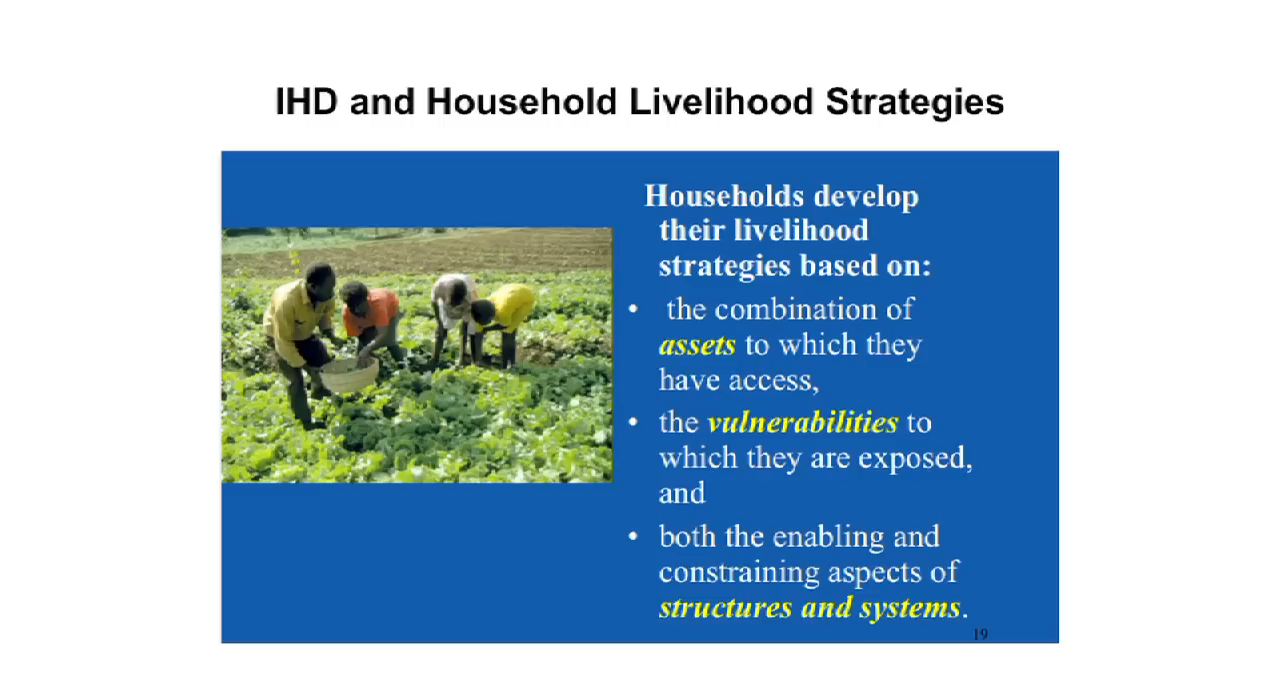 IHD and Household Livelihood Strategies
Households develop
their livelihood
strategies based on:
• the combination of
assets to which they
have access,
• the vulnerabilities to
which they are exposed,
and
• both the enabling and
constraining aspects of
structures and systems.
19